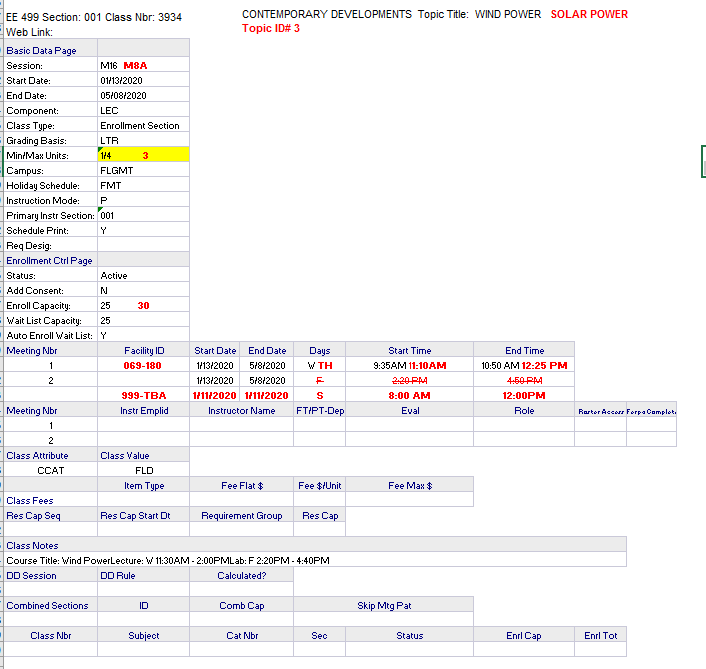 EE 499 Section: 001 Class Nbr: 3934 CONTEMPORARY DEVELOPMENTS Topic Title: WIND POWER SOLAR POWER
Web Link: Topic ID# 3
Basic Data Page
Session: M16 M8A
Start Date: 01/13/2020
End Date: 05/08/2020
Component: LEC
Class Type: Enrollment Section
Grading Basis: LTR
Min/Max Units: 1/4 3
Campus: FLGMT
Holiday Schedule: FMT
Instruction Mode: P
Primary Instr Section: 001
Schedule Print: Y
Req Desig:
Enrollment Ctrl Page
Status: Active
Add Consent: N
Enroll Capacity: 25 30
Wait List Capacity: 25
Auto Enroll Wait List: Y
Meeting Nbr Facility ID Start Date End Date Days Start Time End Time
1 069-180 1/13/2020 5/8/2020 W TH 9:35AM 11:10AM 10:50 AM 12:25 PM
2 1/13/2020 5/8/2020 F 2:20 PM 4:50 PM
999-TBA 1/11/2020 1/11/2020 S 8:00 AM 12:00PM
Meeting Nbr Instr Emplid Instructor Name FT/PT-Dep Eval Role Roster Access
1
2
Class Attribute Class Value
CCAT FLD
Item Type Fee Flat $ Fee $/Unit Fee Max $
Class Fees
Res Cap Seq Res Cap Start Dt Requirement Group Res Cap
Class Notes
Course Title: Wind PowerLecture: W 11:30AM - 2:00PMLab: F 2:20PM - 4:40PM
DD Session DD Rule Calculated?
Combined Sections ID Comb Cap Skip Mtg Pat
Class Nbr Subject Cat Nbr Sec Status Enrl Cap Enrl Tot